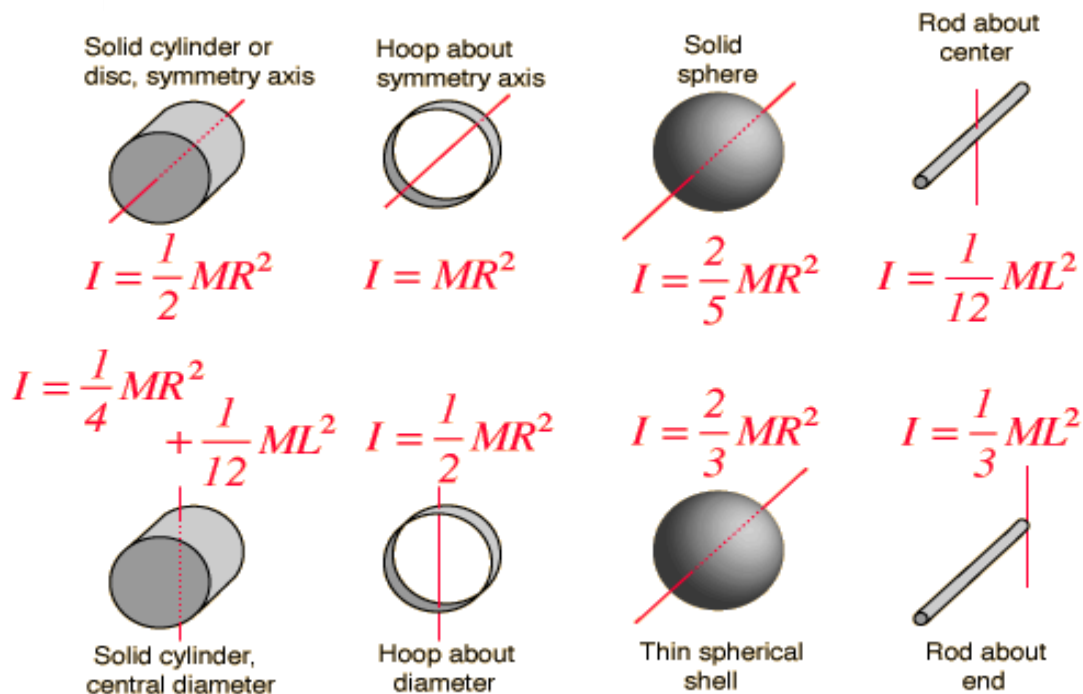 Solid cylinder or
disc, symmetry axis
Hoop about
symmetry axis
Solid
sphere
Rod about
center
I = 1/2 MR²
I = MR²
I = 2/5 MR²
I = 1/12 ML²
I = 1/4 MR²
+ 1/12 ML²
I = 1/2 MR²
I = 2/3 MR²
I = 1/3 ML²
Solid cylinder,
central diameter
Hoop about
diameter
Thin spherical
shell
Rod about
end